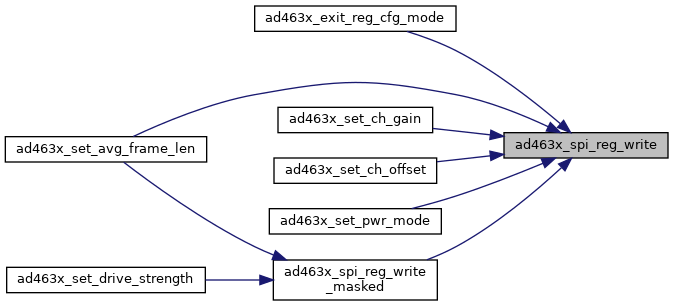 ad463x_exit_reg_cfg_mode
ad463x_set_ch_gain
ad463x_spi_reg_write
ad463x_set_avg_frame_len
ad463x_set_ch_offset
ad463x_set_pwr_mode
ad463x_set_drive_strength
ad463x_spi_reg_write
_masked